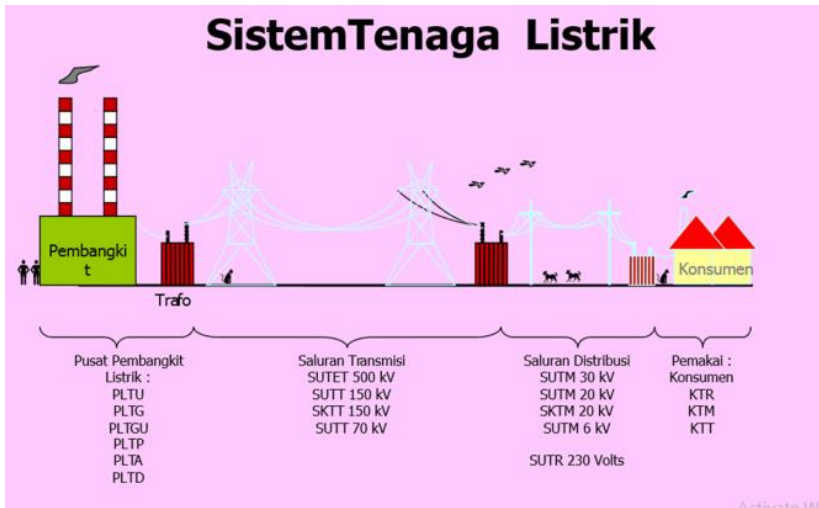 SistemTenaga Listrik
Pembangki
t
Trafo
Konsumen
Pusat Pembangkit
Listrik :
PLTU
PLTG
PLTGU
PLTP
PLTA
PLTD
Saluran Transmisi
SUTET 500 kV
SUTT 150 kV
SKTT 150 kV
SUTT 70 kV
Saluran Distribusi
SUTM 30 kV
SUTM 20 kV
SKTM 20 kV
SUTM 6 kV
SUTR 230 Volts
Pemakai :
Konsumen
KTR
KTM
KTT
Activate W